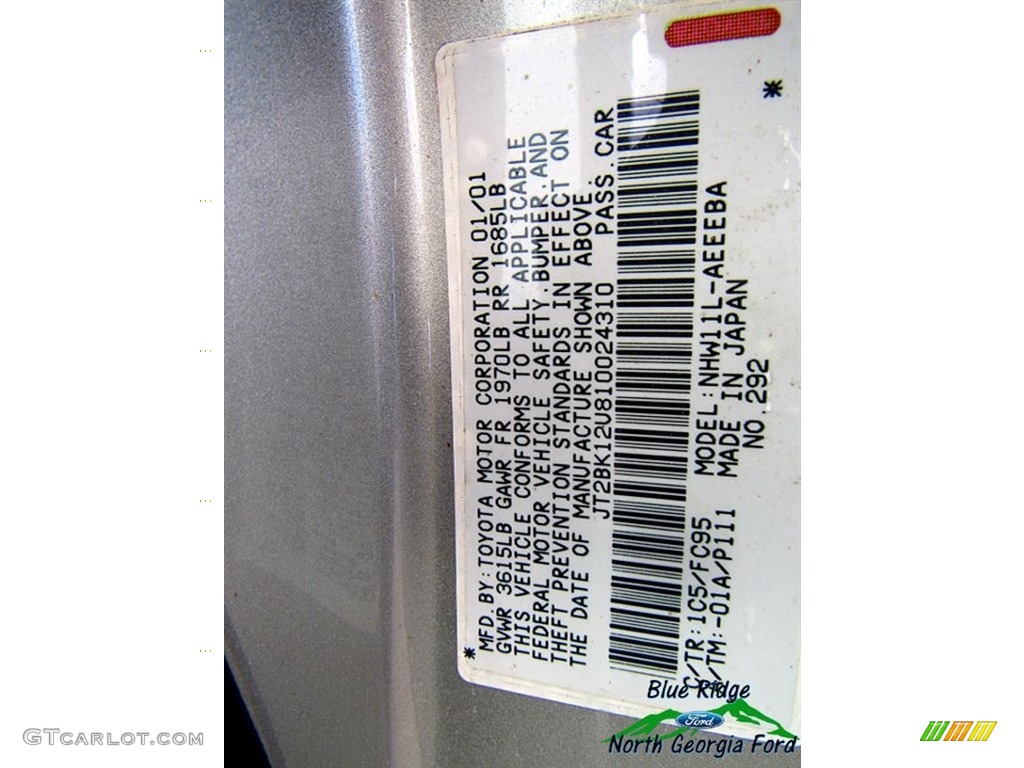 MFD.BY:TOYOTA MOTOR CORPORATION 01/01
GVWR 3615LB GAWR FR 1970LB RR 1685LB
THIS VEHICLE CONFORMS TO ALL APPLICABLE
FEDERAL MOTOR VEHICLE SAFETY.BUMPER.AND
THEFT PREVENTION STANDARDS IN EFFECT ON
THE DATE OF MANUFACTURE SHOWN ABOVE.
JT2BK12U810024310 PASS.CAR
C/TR:1C5/FC95 MODEL:NHW11L-AEEEBA
/TM:-01A/P111 MADE IN JAPAN
NO.292
Blue Ridge
Ford
North Georgia Ford
GTCARLOT.COM